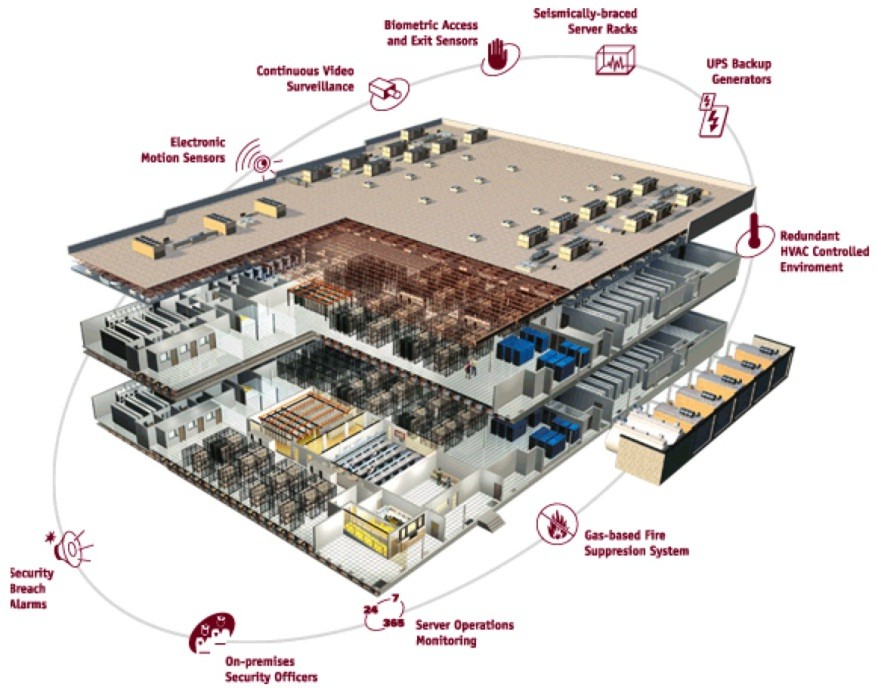 Seismically-braced
Server Racks
Biometric Access
and Exit Sensors
UPS Backup
Generators
Continuous Video
Surveillance
Electronic
Motion Sensors
Redundant
HVAC Controlled
Enviroment
Gas-based Fire
Suppresion System
Security
Breach
Alarms
24
7
365
Server Operations
Monitoring
On-premises
Security Officers